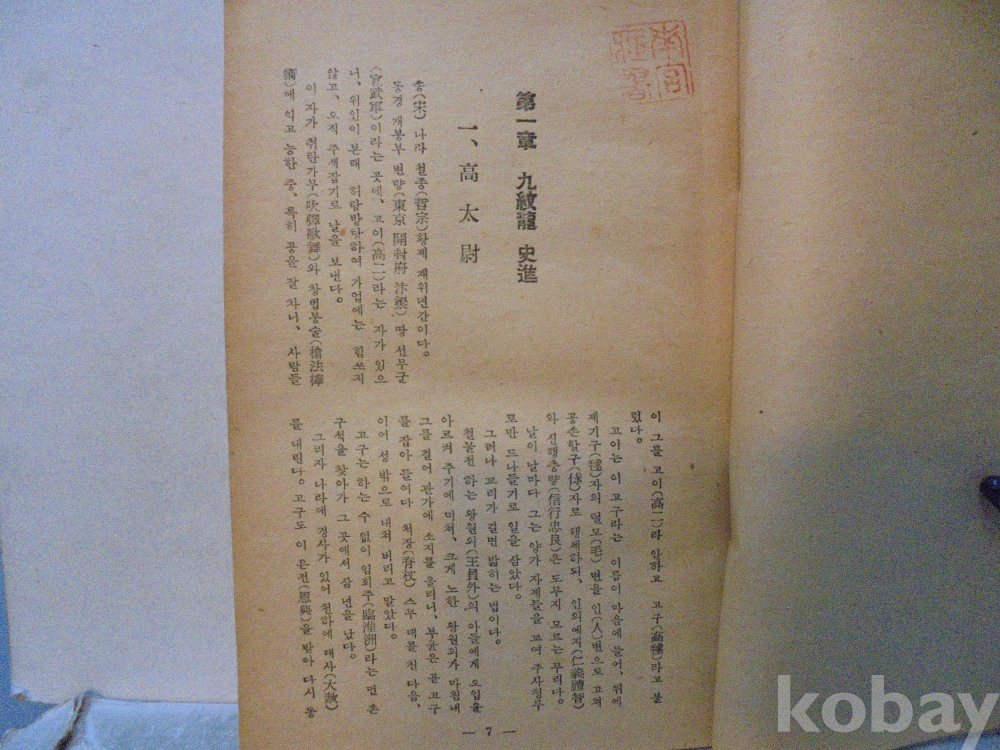 第一章 九紋龍 史進
一、高太尉
송(宋)나라 철종(哲宗)황제 재위년간이다.
동경 개봉부 변량(東京 開封府 汴梁) 땅 선무군
(宣武軍)이라는 곳에, 고이(高二)라는 자가 있으
니, 위인이 본래 허랑방탕하여 가업에는 힘쓰지
않고, 오직 주색잡기로 날을 보낸다.
이 자가 취탄가무(吹彈歌舞)와 창법봉술(槍法棒
術)에 익고 능한 중, 특히 공을 잘 차니, 사람들
이 그를 고이(高二)라 않하고 고구(高毬)라고 불
렀다.
고이는 이 고구라는 이름이 마음에 들어, 뒤에
제기구(毬)자의 털모(毛)변을 인(人)변으로 고쳐
공손할구(俅)자로 행세하되, 인의예지(仁義禮智)
와 신행충량(信行忠良)은 도무지 모르는 무리다.
날이 날마다 그는 양가 자제들을 꼬여 주사청루
로만 드나들기로 일을 삼았다.
그러나 꼬리가 길면 밟히는 법이다.
철물전 하는 왕원외(王員外)의 아들에게 오입을
아르켜 주기에 미쳐, 크게 노한 왕원외가 마침내
그를 걸어 관가에 소지를 올리니, 부윤은 곧 고구
를 잡아 들여다 척장(脊杖) 스무 대를 친 다음,
이어 성 밖으로 내쳐 버리고 말았다.
고구는 하는 수 없이 임회주(臨淮洲)라는 먼 촌
구석을 찾아가 그 곳에서 삼 년을 났다.
그러자 나라에 경사가 있어 천하에 대사(大赦)
를 내린다. 고구도 이 은전(恩典)을 받아 다시 동
— 7 —
kobay